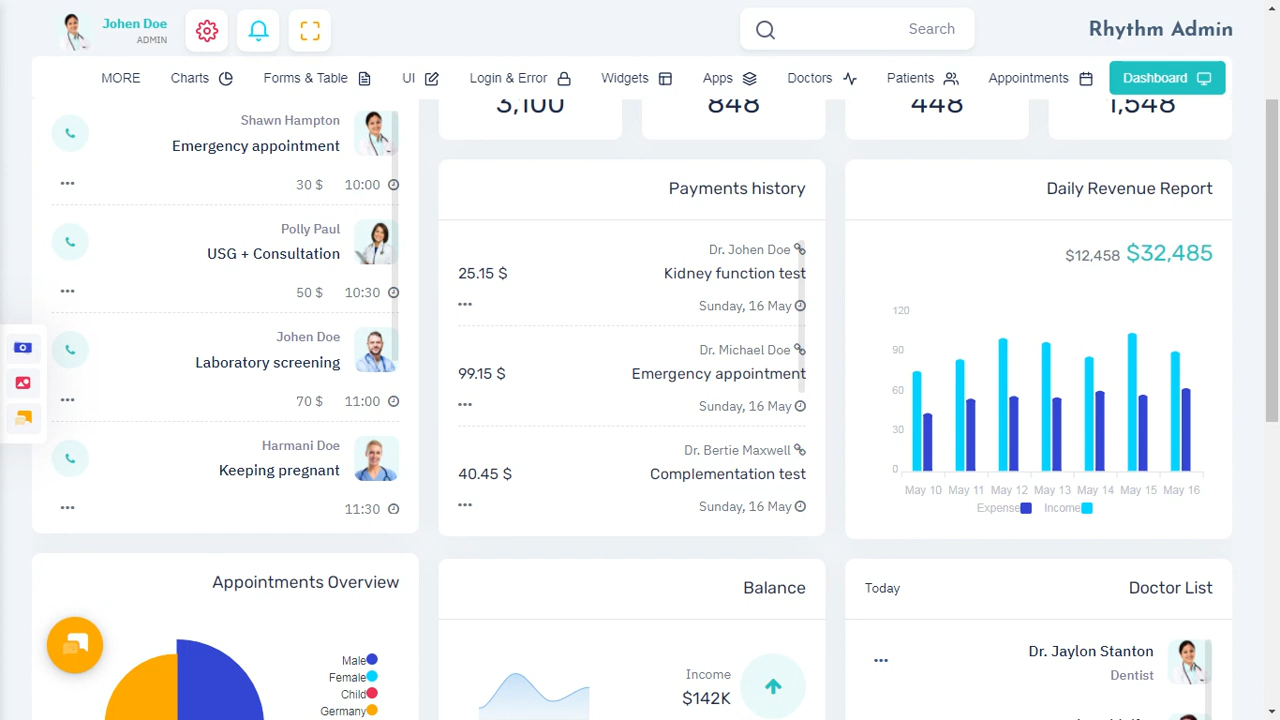 Johen Doe
ADMIN
Search
Rhythm Admin
MORE
Charts
Forms & Table
UI
Login & Error
Widgets
Apps
Doctors
Patients
Appointments
Dashboard
Shawn Hampton
Emergency appointment
30 $
10:00
Polly Paul
USG + Consultation
50 $
10:30
Johen Doe
Laboratory screening
70 $
11:00
Harmani Doe
Keeping pregnant
11:30
3,100
848
448
1,548
Payments history
Dr. Johen Doe
25.15 $
Kidney function test
Sunday, 16 May
Dr. Michael Doe
99.15 $
Emergency appointment
Sunday, 16 May
Dr. Bertie Maxwell
40.45 $
Complementation test
Sunday, 16 May
Daily Revenue Report
$12,458 $32,485
120
90
60
30
0
May 10 May 11 May 12 May 13 May 14 May 15 May 16
Expense Income
Appointments Overview
Male
Female
Child
Germany
Balance
Income
$142K
Today
Doctor List
Dr. Jaylon Stanton
Dentist